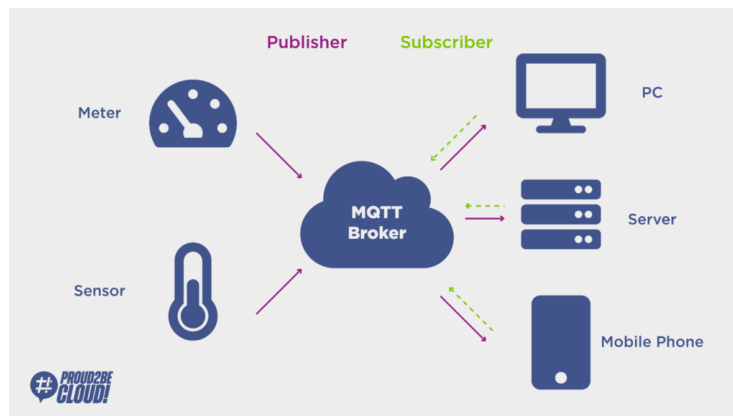 Publisher
Subscriber
Meter
PC
MQTT
Broker
Server
Sensor
Mobile Phone
#!
PROUD2BE
CLOUD!